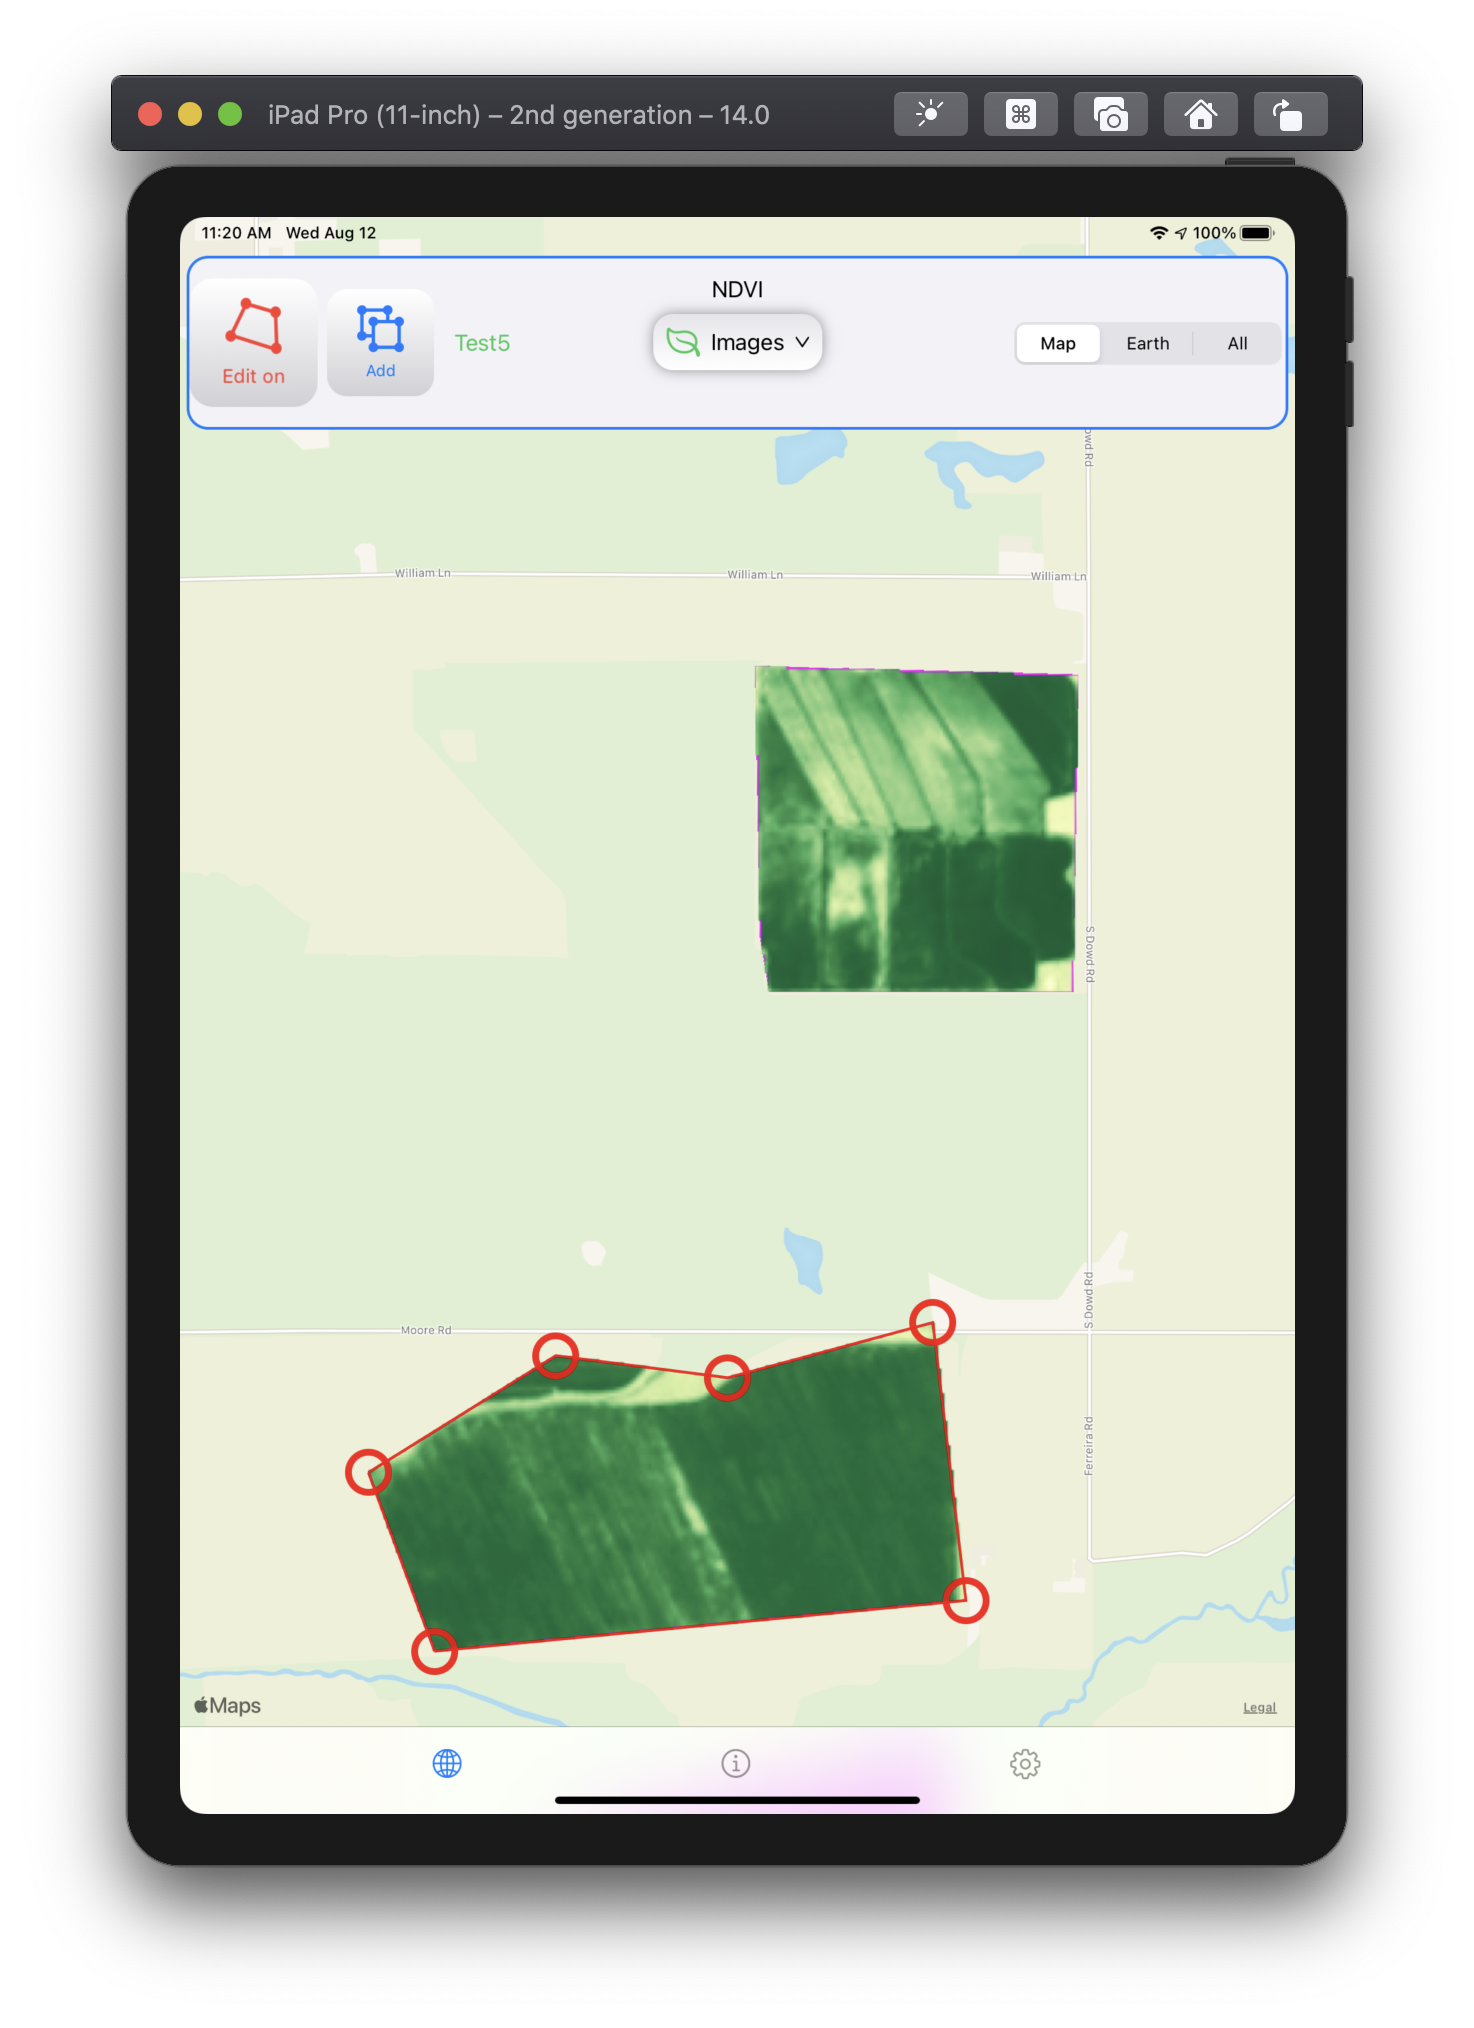 iPad Pro (11-inch) – 2nd generation – 14.0
11:20 AM Wed Aug 12
100%
NDVI
Edit on
Add
Test5
Images
Map Earth All
owd Rd
William Ln
William Ln
William Ln
S Dowd Rd
S Dowd Rd
Moore Rd
Ferreira Rd
Maps
Legal